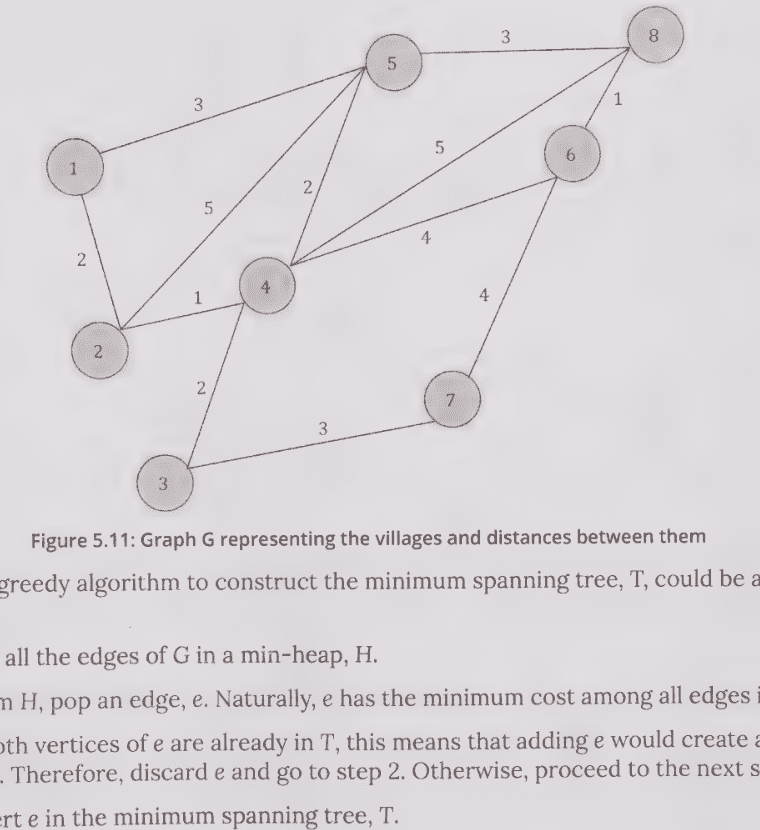 3
8
5
1
3
6
1
5
5
2
4
2
4
1
4
2
2
7
3
3
Figure 5.11: Graph G representing the villages and distances between them
greedy algorithm to construct the minimum spanning tree, T, could be a
all the edges of G in a min-heap, H.
H, pop an edge, e. Naturally, e has the minimum cost among all edges
vertices of e are already in T, this means that adding e would create a
. Therefore, discard e and go to step 2. Otherwise, proceed to the next s
e in the minimum spanning tree, T.